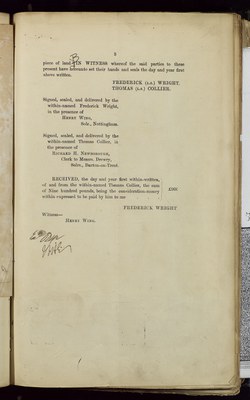 3
piece of land IN WITNESS whereof the said parties to these
present have hereunto set their hands and seals the day and year first
above written.
FREDERICK (L.S.) WRIGHT.
THOMAS (L.S.) COLLIER.
Signed, sealed, and delivered by the
within-named Frederick Wright,
in the presence of
HENRY WING,
Solr., Nottingham.
Signed, sealed, and delivered by the
within-named Thomas Collier, in
the presence of
RICHARD H.
Clerk to Messrs. Drewry,
Solrs., Burton-on-Trent.
RECEIVED, the day and year first within-written,
of and from the within-named Thomas Collier, the sum
of Nine hundred pounds, being the consideration-money
within expressed to be paid by him to me
£900
FREDERICK WRIGHT.
Witness—
HENRY WING.